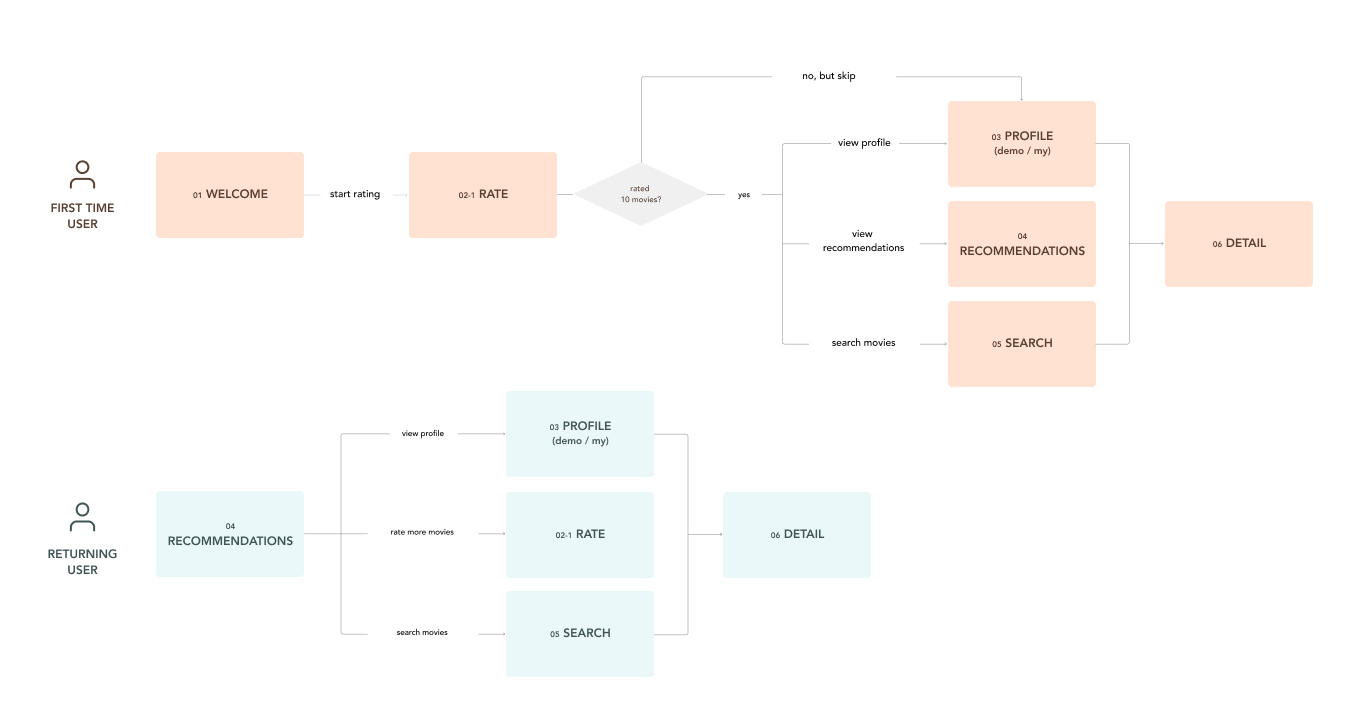 no, but skip
03 PROFILE
(demo / my)
view profile
FIRST TIME
USER
01 WELCOME
start rating
02-1 RATE
rated
10 movies?
yes
view
recommendations
04
RECOMMENDATIONS
06 DETAIL
search movies
05 SEARCH
RETURNING
USER
04
RECOMMENDATIONS
view profile
03 PROFILE
(demo / my)
rate more movies
02-1 RATE
06 DETAIL
search movies
05 SEARCH